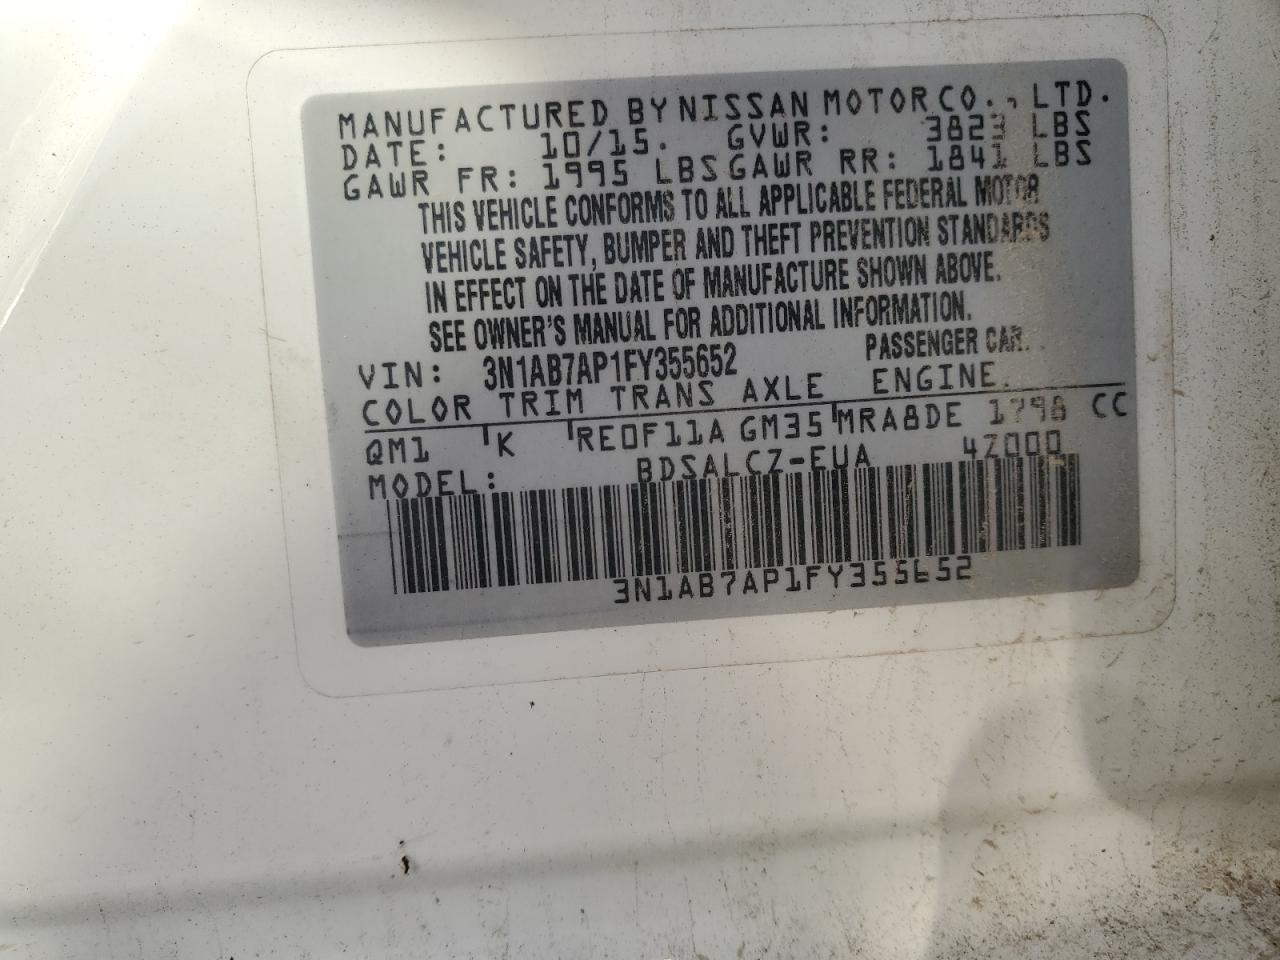 MANUFACTURED BY NISSAN MOTOR CO., LTD.
DATE: 10/15. GVWR: 3823 LBS
GAWR FR: 1995 LBS GAWR RR: 1841 LBS
THIS VEHICLE CONFORMS TO ALL APPLICABLE FEDERAL MOTOR
VEHICLE SAFETY, BUMPER AND THEFT PREVENTION STANDARDS
IN EFFECT ON THE DATE OF MANUFACTURE SHOWN ABOVE.
SEE OWNER'S MANUAL FOR ADDITIONAL INFORMATION.
VIN: 3N1AB7AP1FY355652 PASSENGER CAR.
COLOR TRIM TRANS AXLE ENGINE
QM1 K RE0F11A GM35 MRA8DE 1798 CC
MODEL: BDSALCZ-EUA 4Z000
3N1AB7AP1FY355652